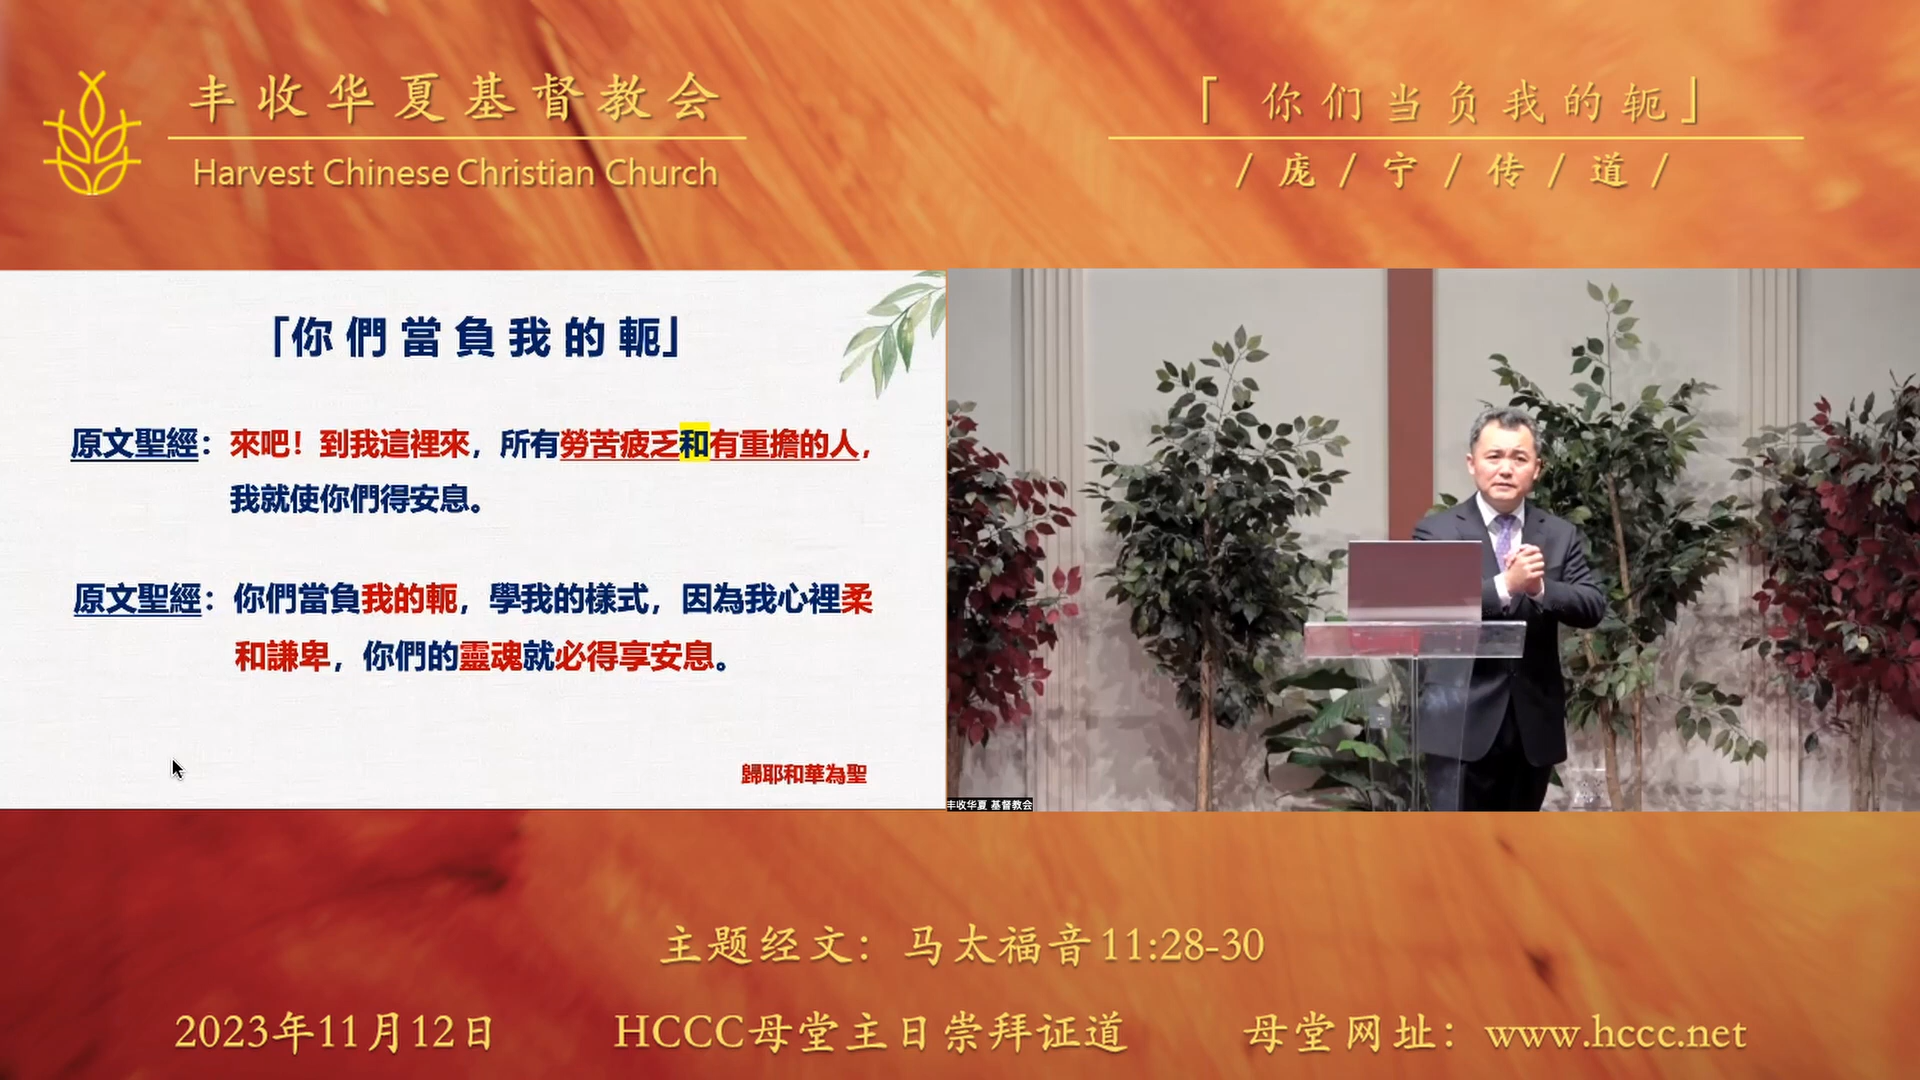 丰收华夏基督教会
Harvest Chinese Christian Church
「你们当负我的轭」
/ 庞 / 宁 / 传 / 道 /
「你們當負我的軛」
原文聖經：來吧！到我這裡來，所有勞苦疲乏和有重擔的人，
我就使你們得安息。
原文聖經：你們當負我的軛，學我的樣式，因為我心裡柔
和謙卑，你們的靈魂就必得享安息。
歸耶和華為聖
丰收华夏 基督教会
主题经文：马太福音11:28-30
2023年11月12日
HCCC母堂主日崇拜证道
母堂网址：www.hccc.net